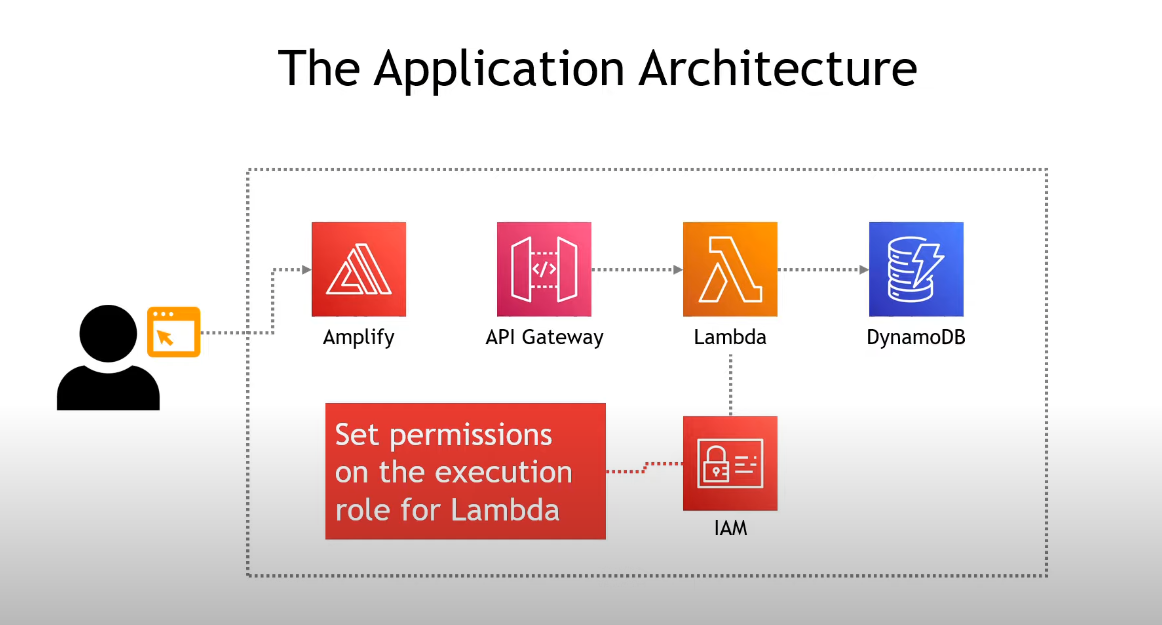 The Application Architecture
Amplify
API Gateway
Lambda
DynamoDB
Set permissions
on the execution
role for Lambda
IAM